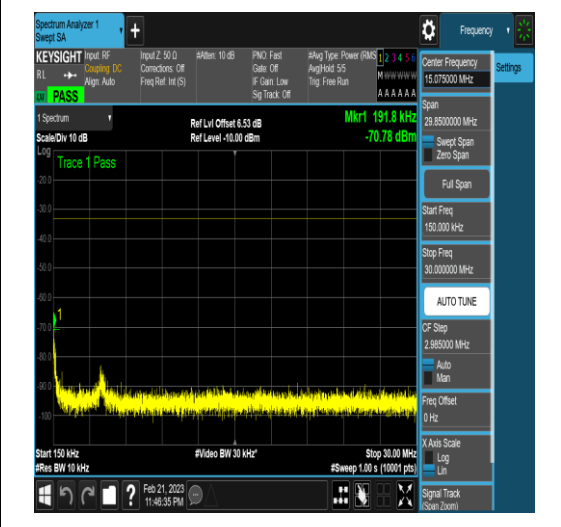 Spectrum Analyzer 1
Swept SA
+
Frequency
KEYSIGHT
RL
PASS
Input: RF
Coupling: DC
Align: Auto
Input Z: 50 Ω
Corrections: Off
Freq Ref: Int (S)
#Atten: 10 dB
PNO: Fast
Gate: Off
IF Gain: Low
Sig Track: Off
#Avg Type: Power (RMS
Avg|Hold: 5/5
Trig: Free Run
1 2 3 4 5 6
M W W W W W
A A A A A A
Center Frequency
15.075000 MHz
Settings
1 Spectrum
Scale/Div 10 dB
Ref Lvl Offset 6.53 dB
Ref Level -10.00 dBm
Mkr1 191.8 kHz
-70.78 dBm
Log
Trace 1 Pass
-20.0
-30.0
-40.0
-50.0
-60.0
-70.0
-80.0
-90.0
-100
1
Start 150 kHz
#Res BW 10 kHz
#Video BW 30 kHz*
Stop 30.00 MHz
#Sweep 1.00 s (10001 pts)
Span
29.8500000 MHz
Swept Span
Zero Span
Full Span
Start Freq
150.000 kHz
Stop Freq
30.000000 MHz
AUTO TUNE
CF Step
2.985000 MHz
Auto
Man
Freq Offset
0 Hz
X Axis Scale
Log
Lin
Signal Track
(Span Zoom)
?
Feb 21, 2023
11:46:35 PM